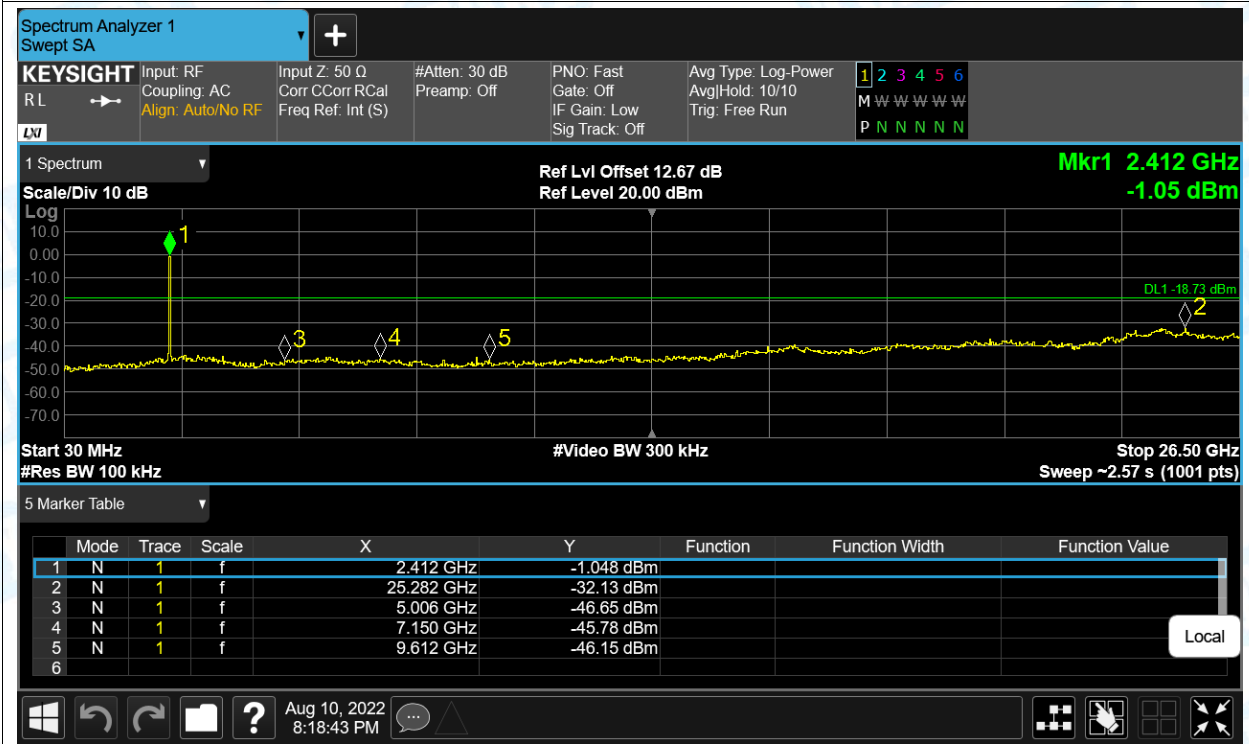 Spectrum Analyzer 1
Swept SA
KEYSIGHT
R L
LXI
Input: RF
Coupling: AC
Align: Auto/No RF
Input Z: 50 Ω
Corr CCorr RCal
Freq Ref: Int (S)
#Atten: 30 dB
Preamp: Off
PNO: Fast
Gate: Off
IF Gain: Low
Sig Track: Off
Avg Type: Log-Power
Avg|Hold: 10/10
Trig: Free Run
1 2 3 4 5 6
M W W W W W W
P N N N N N
1 Spectrum
Scale/Div 10 dB
Ref Lvl Offset 12.67 dB
Ref Level 20.00 dBm
Mkr1 2.412 GHz
-1.05 dBm
Log
10.0
0.00
-10.0
-20.0
-30.0
-40.0
-50.0
-60.0
-70.0
1
DL1 -18.73 dBm
2
3
4
5
Start 30 MHz
#Video BW 300 kHz
Stop 26.50 GHz
#Res BW 100 kHz
Sweep ~2.57 s (1001 pts)
5 Marker Table
Mode Trace Scale X Y Function Function Width Function Value
1 N 1 f 2.412 GHz -1.048 dBm
2 N 1 f 25.282 GHz -32.13 dBm
3 N 1 f 5.006 GHz -46.65 dBm
4 N 1 f 7.150 GHz -45.78 dBm
5 N 1 f 9.612 GHz -46.15 dBm
6
Local
?
Aug 10, 2022
8:18:43 PM